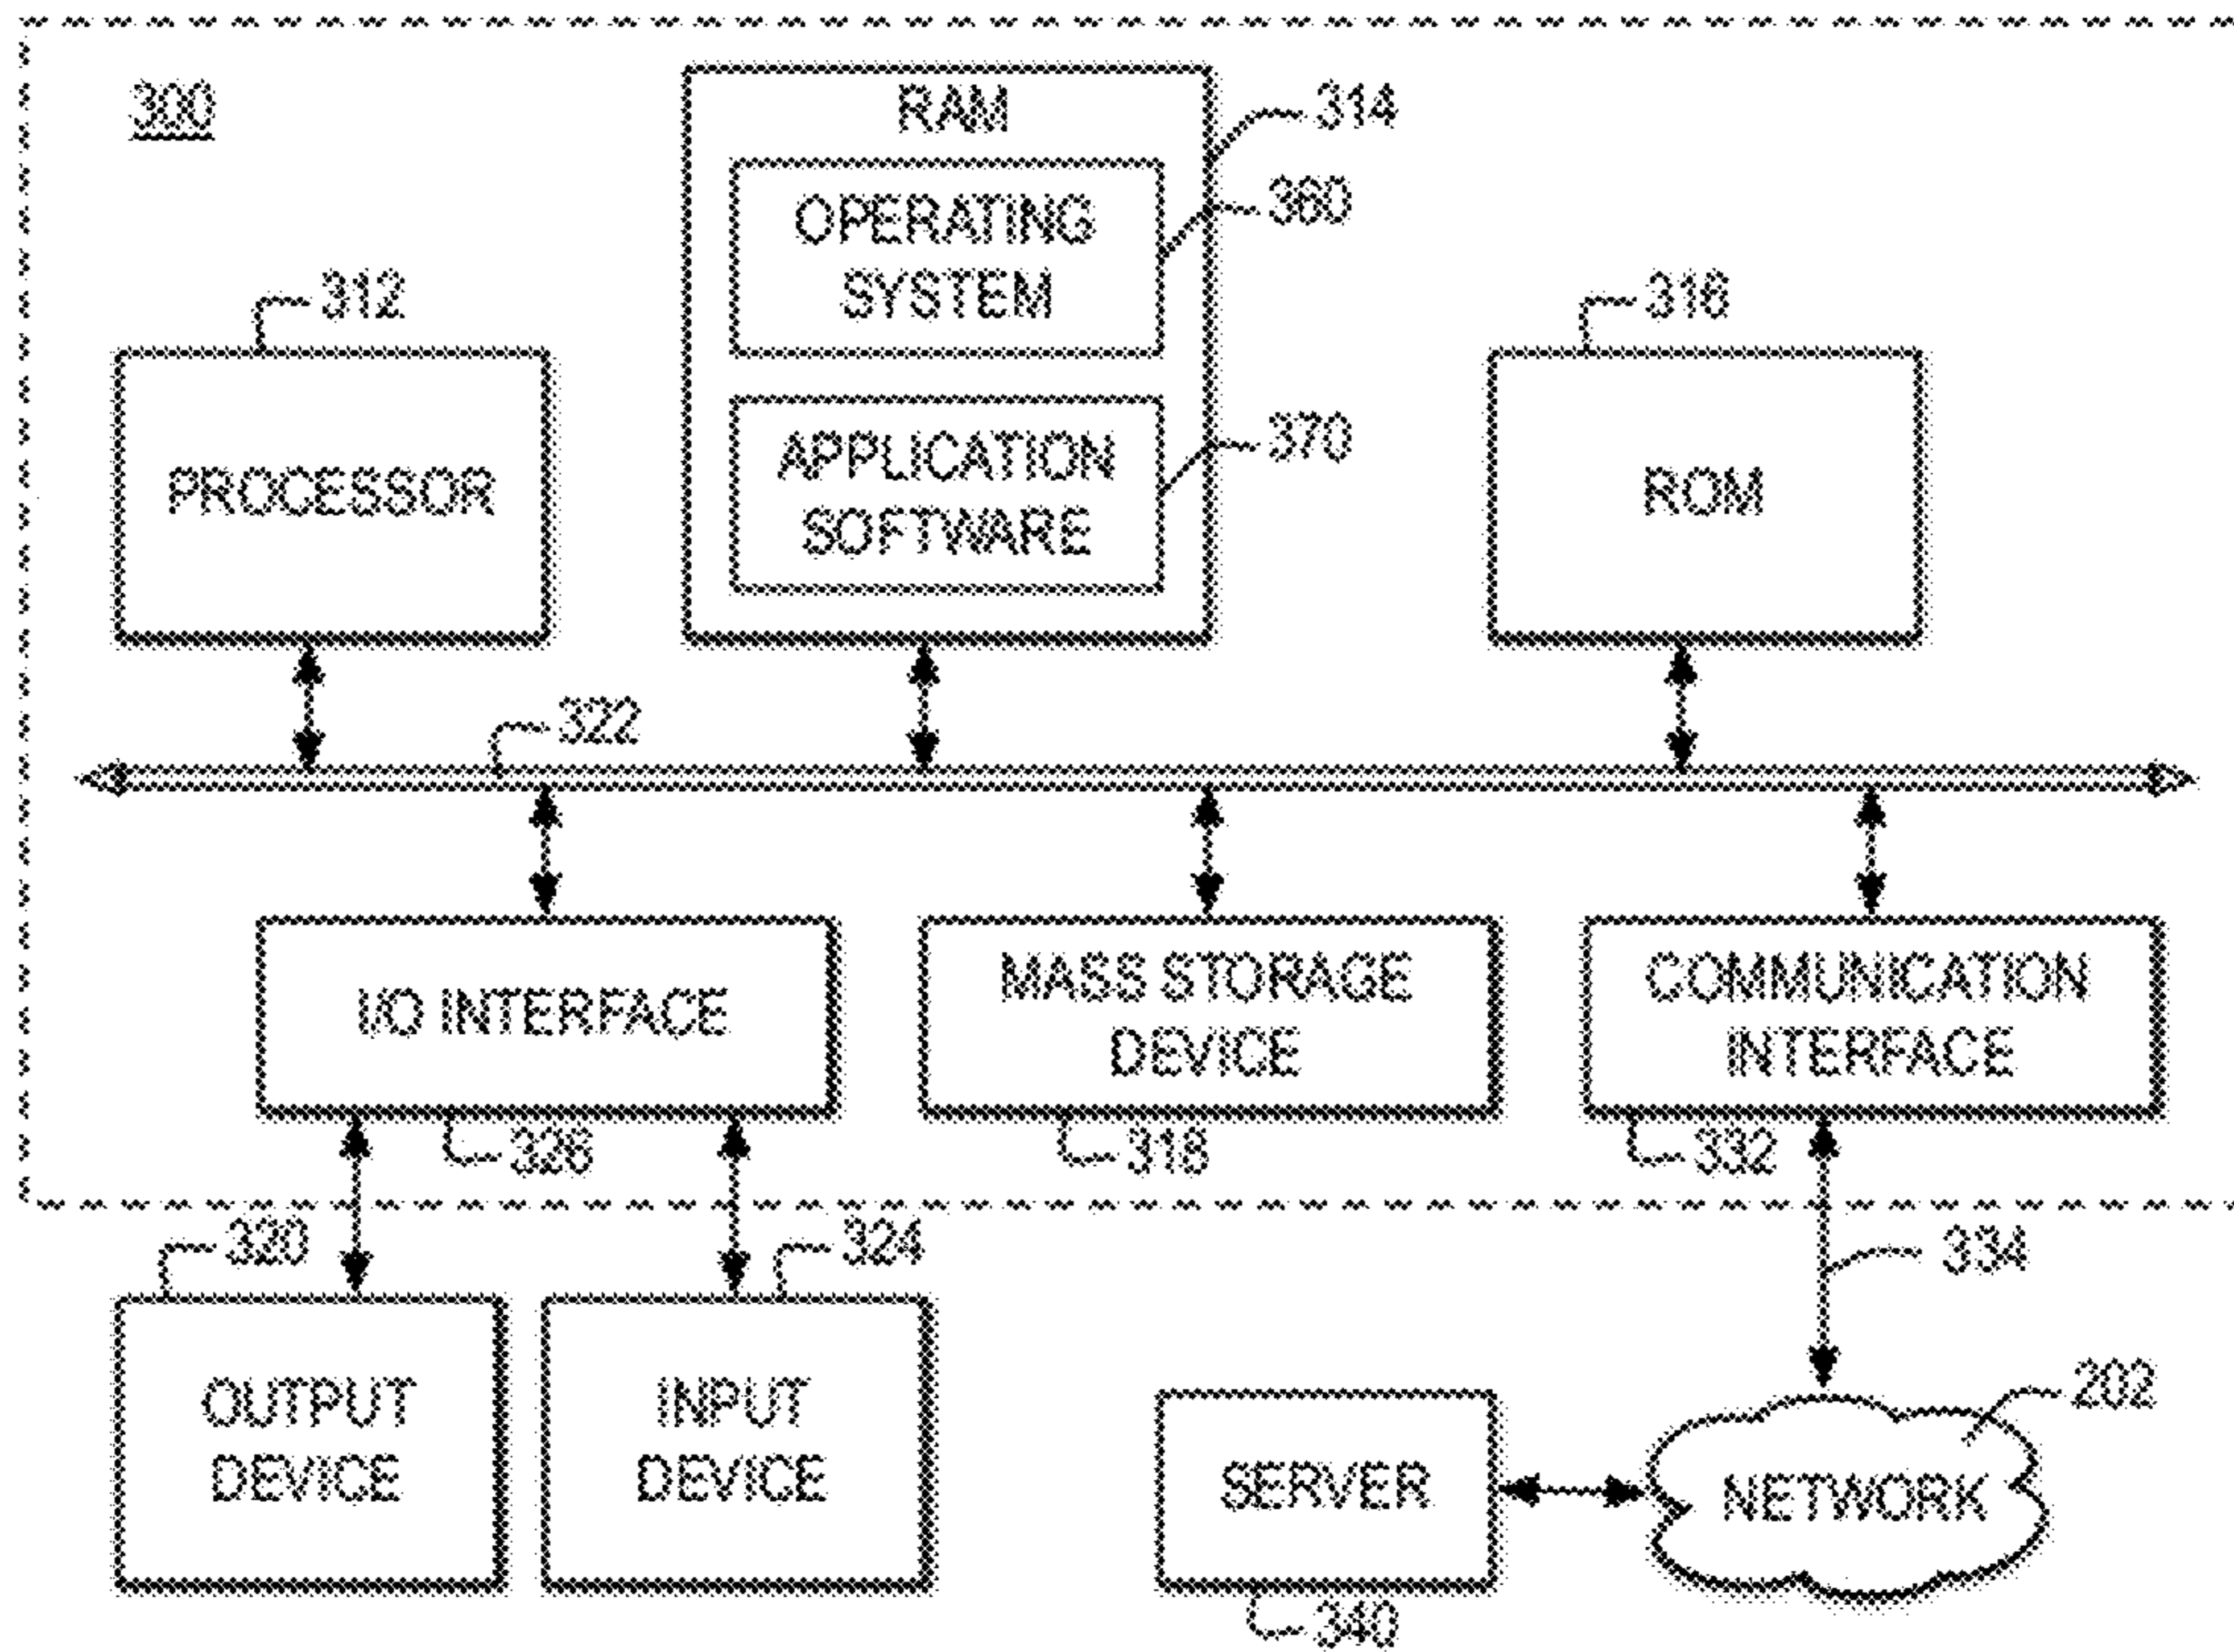 300
RAM
314
OPERATING
SYSTEM
360
312
316
APPLICATION
SOFTWARE
370
PROCESSOR
ROM
322
I/O INTERFACE
MASS STORAGE
DEVICE
COMMUNICATION
INTERFACE
326
318
332
320
324
334
OUTPUT
DEVICE
INPUT
DEVICE
202
SERVER
NETWORK
340